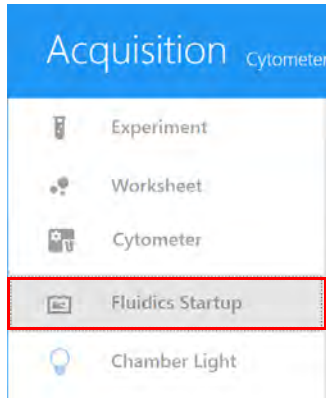 Acquisition Cytometer
Experiment
Worksheet
Cytometer
Fluidics Startup
Chamber Light